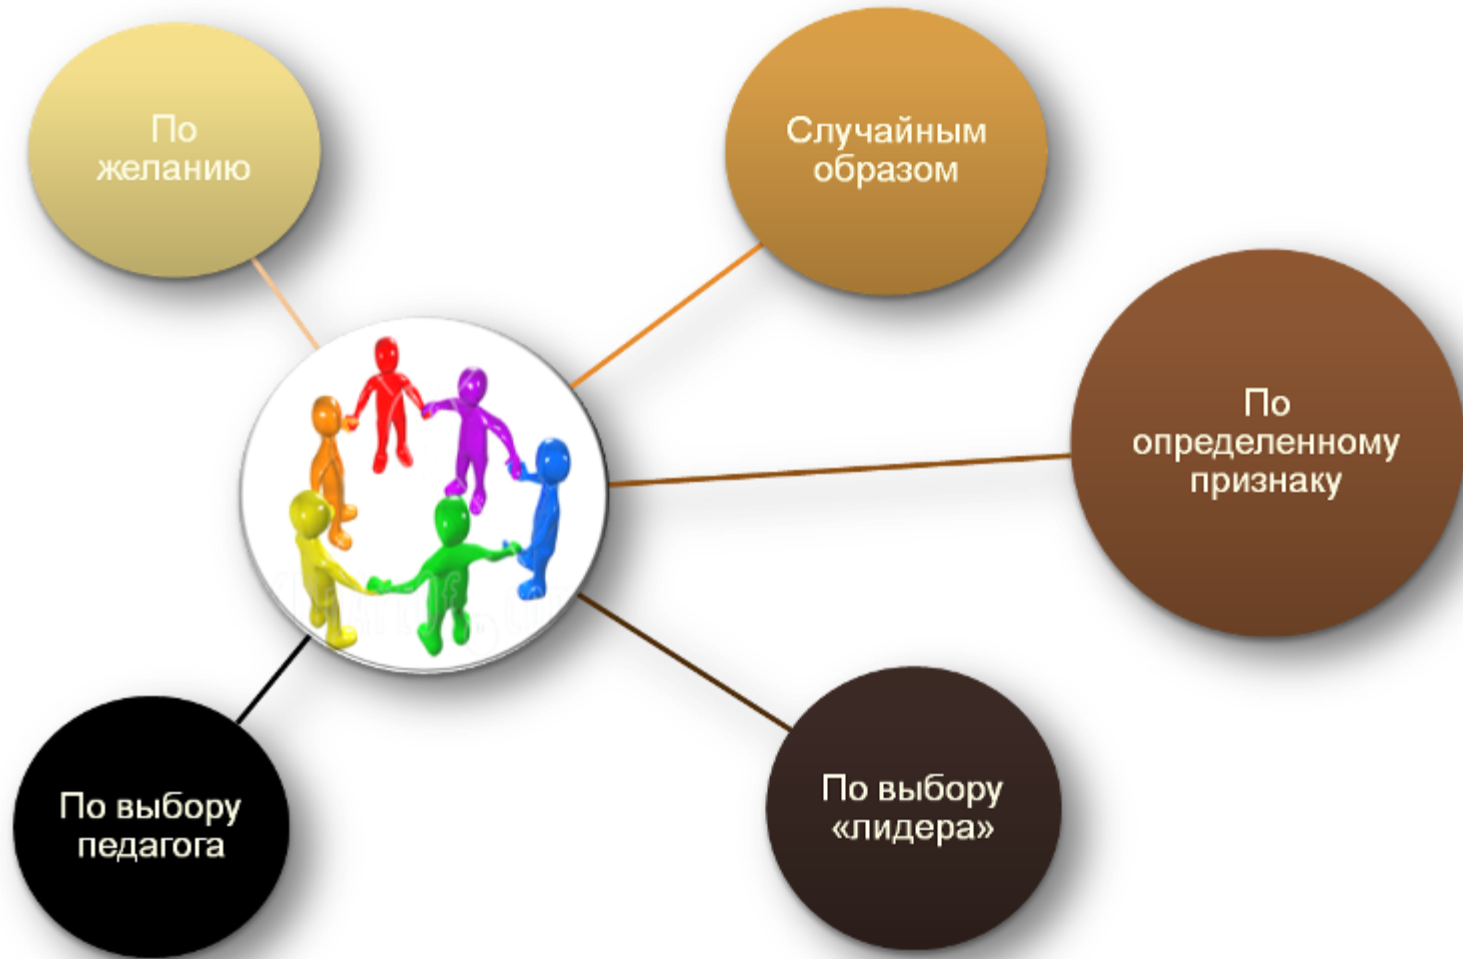 По
желанию
Случайным
образом
По
определенному
признаку
По выбору
«лидера»
По выбору
педагога